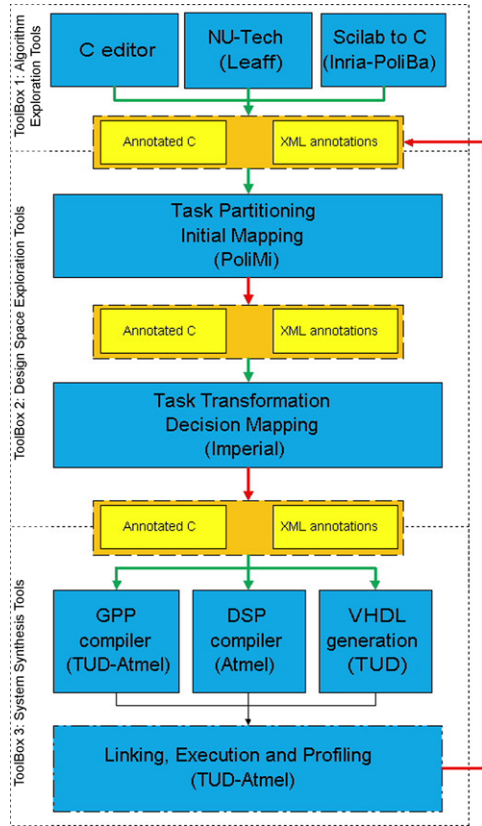 ToolBox 1: Algorithm
Exploration Tools
C editor
NU-Tech
(Leaff)
Scilab to C
(Inria-PoliBa)
Annotated C
XML annotations
ToolBox 2: Design Space Exploration Tools
Task Partitioning
Initial Mapping
(PoliMi)
Annotated C
XML annotations
Task Transformation
Decision Mapping
(Imperial)
Annotated C
XML annotations
ToolBox 3: System Synthesis Tools
GPP
compiler
(TUD-Atmel)
DSP
compiler
(Atmel)
VHDL
generation
(TUD)
Linking, Execution and Profiling
(TUD-Atmel)